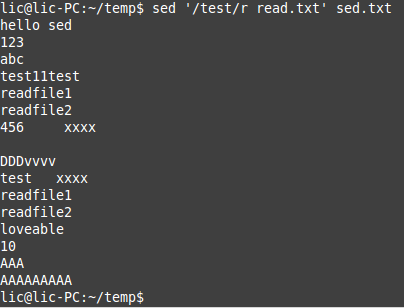 lic@lic-PC:~/temp$ sed '/test/r read.txt' sed.txt
hello sed
123
abc
test11test
readfile1
readfile2
456     xxxx

DDDvvvv
test   xxxx
readfile1
readfile2
loveable
10
AAA
AAAAAAAAA
lic@lic-PC:~/temp$